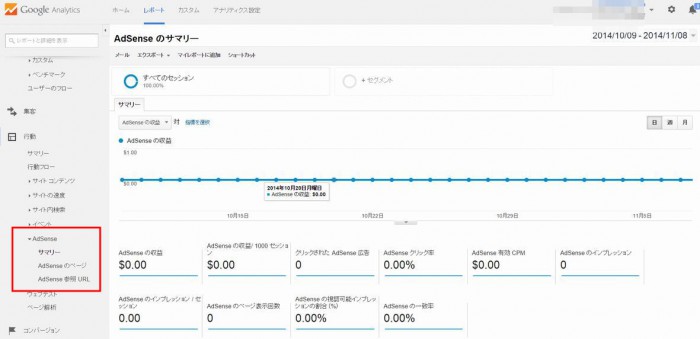 Google Analytics
ホーム レポート カスタム アナリティクス設定
レポートと詳細を表示
カスタム
ベンチマーク
ユーザーのフロー
集客
行動
サマリー
行動フロー
サイト コンテンツ
サイトの速度
サイト内検索
イベント
AdSense
サマリー
AdSense のページ
AdSense 参照 URL
ウェブテスト
ページ解析
コンバージョン
AdSense のサマリー
2014/10/09 - 2014/11/08
メール エクスポート マイレポートに追加 ショートカット
すべてのセッション
100.00%
+ セグメント
サマリー
AdSense の収益 対 指標を選択
日 週 月
AdSense の収益
$1.00
$0.00
2014年10月20日月曜日
AdSense の収益: $0.00
10月15日 10月22日 10月29日 11月5日
AdSense の収益
$0.00
AdSense の収益/ 1000 セッション
$0.00
クリックされた AdSense 広告
0
AdSense クリック率
0.00%
AdSense 有効 CPM
$0.00
AdSense のインプレッション
0
AdSense のインプレッション / セッション
0.00
AdSense のページ表示回数
0
AdSense の視認可能インプレッションの割合 (%)
0.00%
AdSense の一致率
0.00%